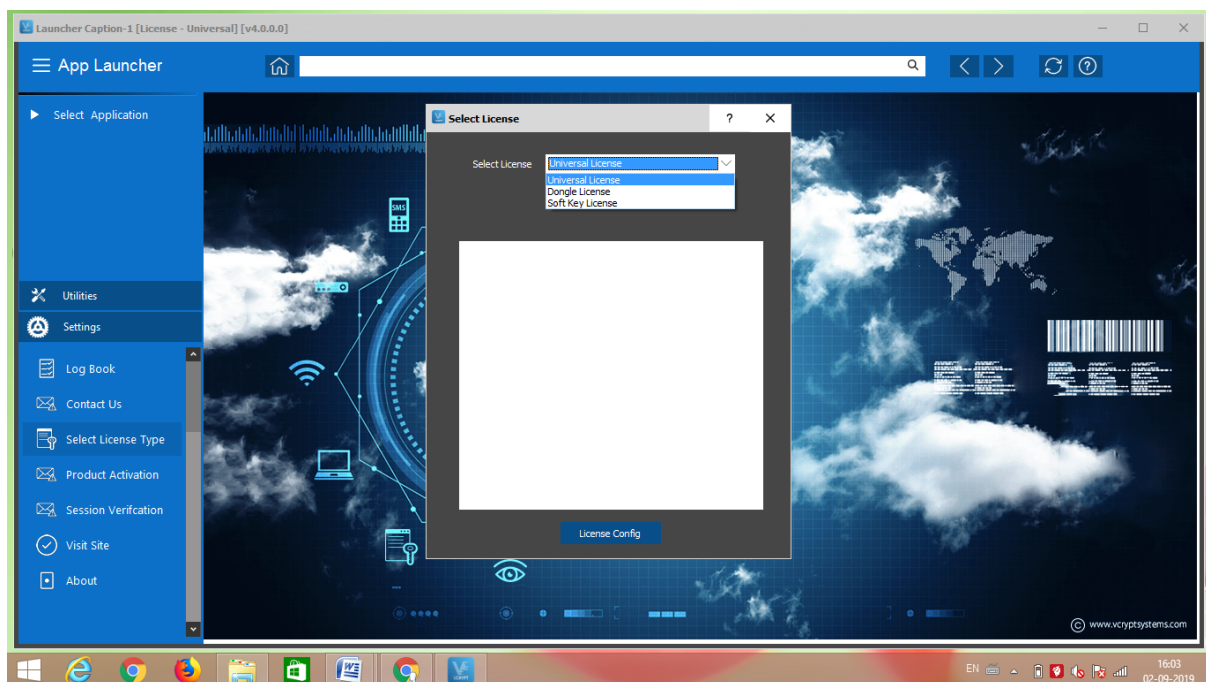 Launcher Caption-1 [License - Universal] [v4.0.0.0]
App Launcher
Select Application
Utilities
Settings
Log Book
Contact Us
Select License Type
Product Activation
Session Verifcation
Visit Site
About
Select License
?
Select License
Universal License
Universal License
Dongle License
Soft Key License
License Config
SMS
© www.vcryptsystems.com
EN
16:03
02-09-2019